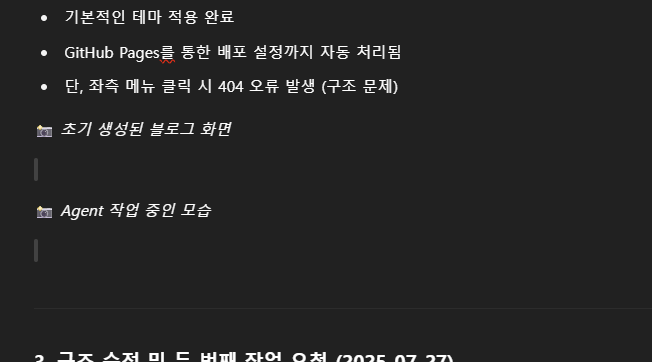 • 기본적인 테마 적용 완료
• GitHub Pages를 통한 배포 설정까지 자동 처리됨
• 단, 좌측 메뉴 클릭 시 404 오류 발생 (구조 문제)
📸 초기 생성된 블로그 화면
📸 Agent 작업 중인 모습
3. 구조 수정 및 두 번째 작업 요청 (2025-07-27)